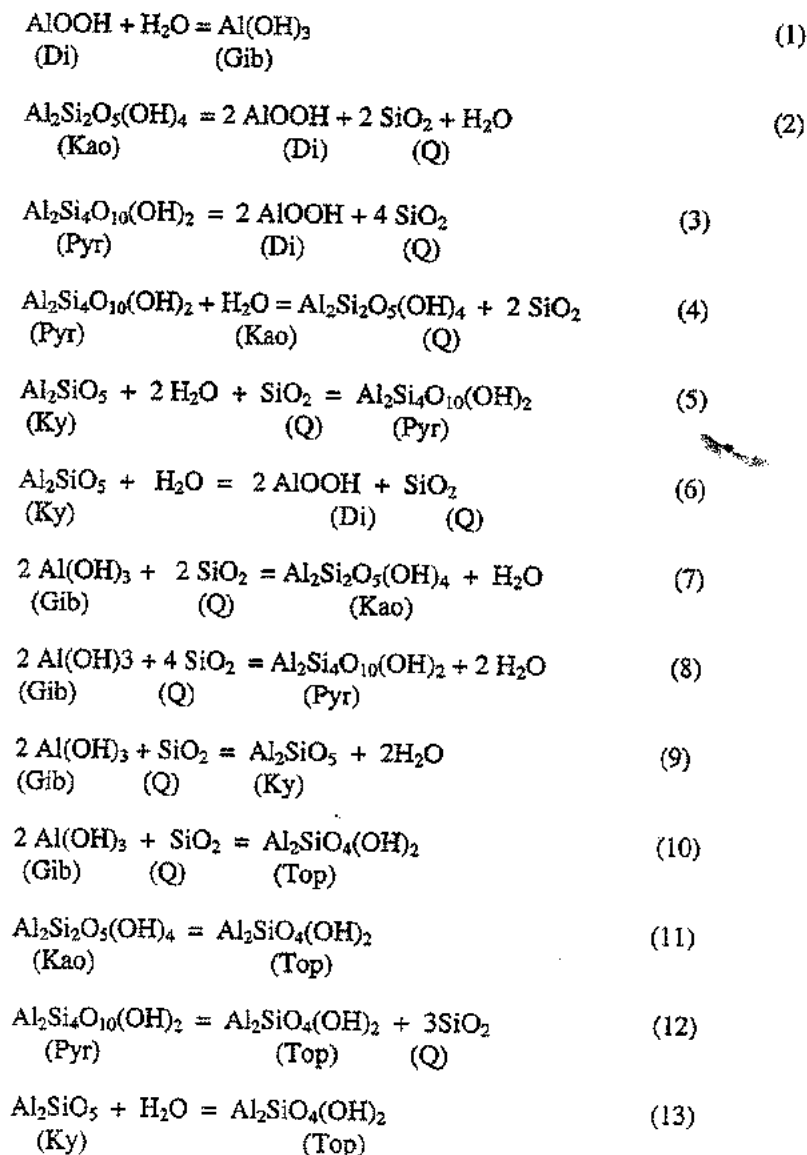 AlOOH + H₂O = Al(OH)₃ (1)
(Di) (Gib)
Al₂Si₂O₅(OH)₄ = 2 AlOOH + 2 SiO₂ + H₂O (2)
(Kao) (Di) (Q)
Al₂Si₄O₁₀(OH)₂ = 2 AlOOH + 4 SiO₂ (3)
(Pyr) (Di) (Q)
Al₂Si₄O₁₀(OH)₂ + H₂O = Al₂Si₂O₅(OH)₄ + 2 SiO₂ (4)
(Pyr) (Kao) (Q)
Al₂SiO₅ + 2 H₂O + SiO₂ = Al₂Si₄O₁₀(OH)₂ (5)
(Ky) (Q) (Pyr)
Al₂SiO₅ + H₂O = 2 AlOOH + SiO₂ (6)
(Ky) (Di) (Q)
2 Al(OH)₃ + 2 SiO₂ = Al₂Si₂O₅(OH)₄ + H₂O (7)
(Gib) (Q) (Kao)
2 Al(OH)3 + 4 SiO₂ = Al₂Si₄O₁₀(OH)₂ + 2 H₂O (8)
(Gib) (Q) (Pyr)
2 Al(OH)₃ + SiO₂ = Al₂SiO₅ + 2H₂O (9)
(Gib) (Q) (Ky)
2 Al(OH)₃ + SiO₂ = Al₂SiO₄(OH)₂ (10)
(Gib) (Q) (Top)
Al₂Si₂O₅(OH)₄ = Al₂SiO₄(OH)₂ (11)
(Kao) (Top)
Al₂Si₄O₁₀(OH)₂ = Al₂SiO₄(OH)₂ + 3SiO₂ (12)
(Pyr) (Top) (Q)
Al₂SiO₅ + H₂O = Al₂SiO₄(OH)₂ (13)
(Ky) (Top)